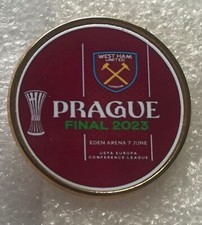 WEST HAM
UNITED
PRAGUE
FINAL 2023
EDEN ARENA 7 JUNE
UEFA EUROPA
CONFERENCE LEAGUE